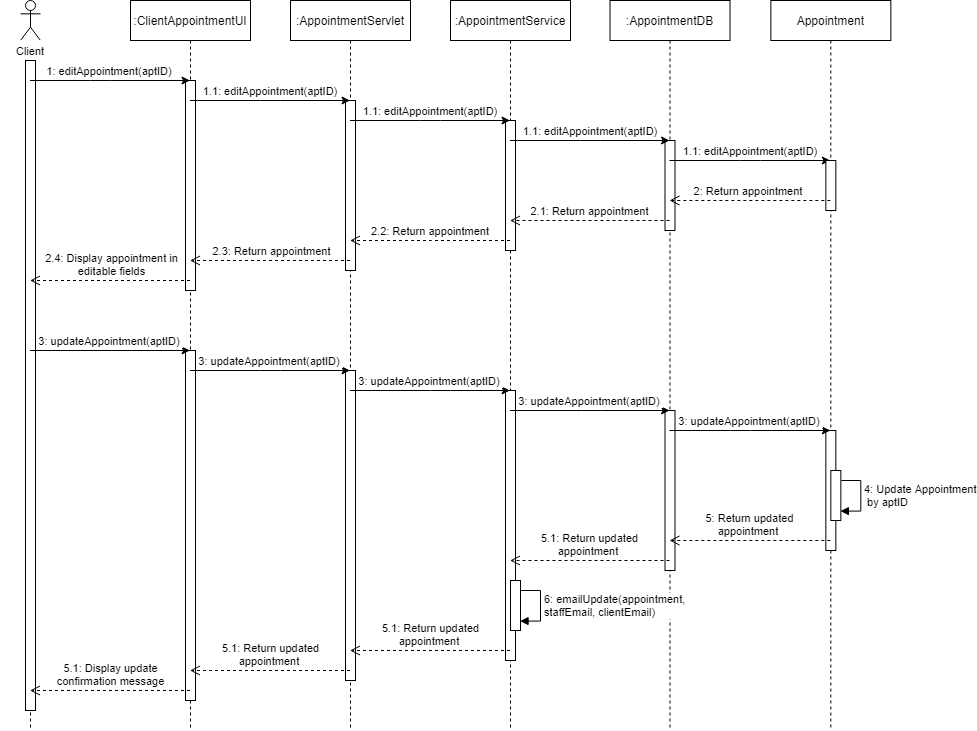 :ClientAppointmentUI
:AppointmentServlet
:AppointmentService
:AppointmentDB
Appointment
Client
1: editAppointment(aptID)
1.1: editAppointment(aptID)
1.1: editAppointment(aptID)
1.1: editAppointment(aptID)
1.1: editAppointment(aptID)
2: Return appointment
2.1: Return appointment
2.2: Return appointment
2.3: Return appointment
2.4: Display appointment in
editable fields
3: updateAppointment(aptID)
3: updateAppointment(aptID)
3: updateAppointment(aptID)
3: updateAppointment(aptID)
3: updateAppointment(aptID)
4: Update Appointment
by aptID
5: Return updated
appointment
5.1: Return updated
appointment
6: emailUpdate(appointment,
staffEmail, clientEmail)
5.1: Return updated
appointment
5.1: Return updated
appointment
5.1: Display update
confirmation message